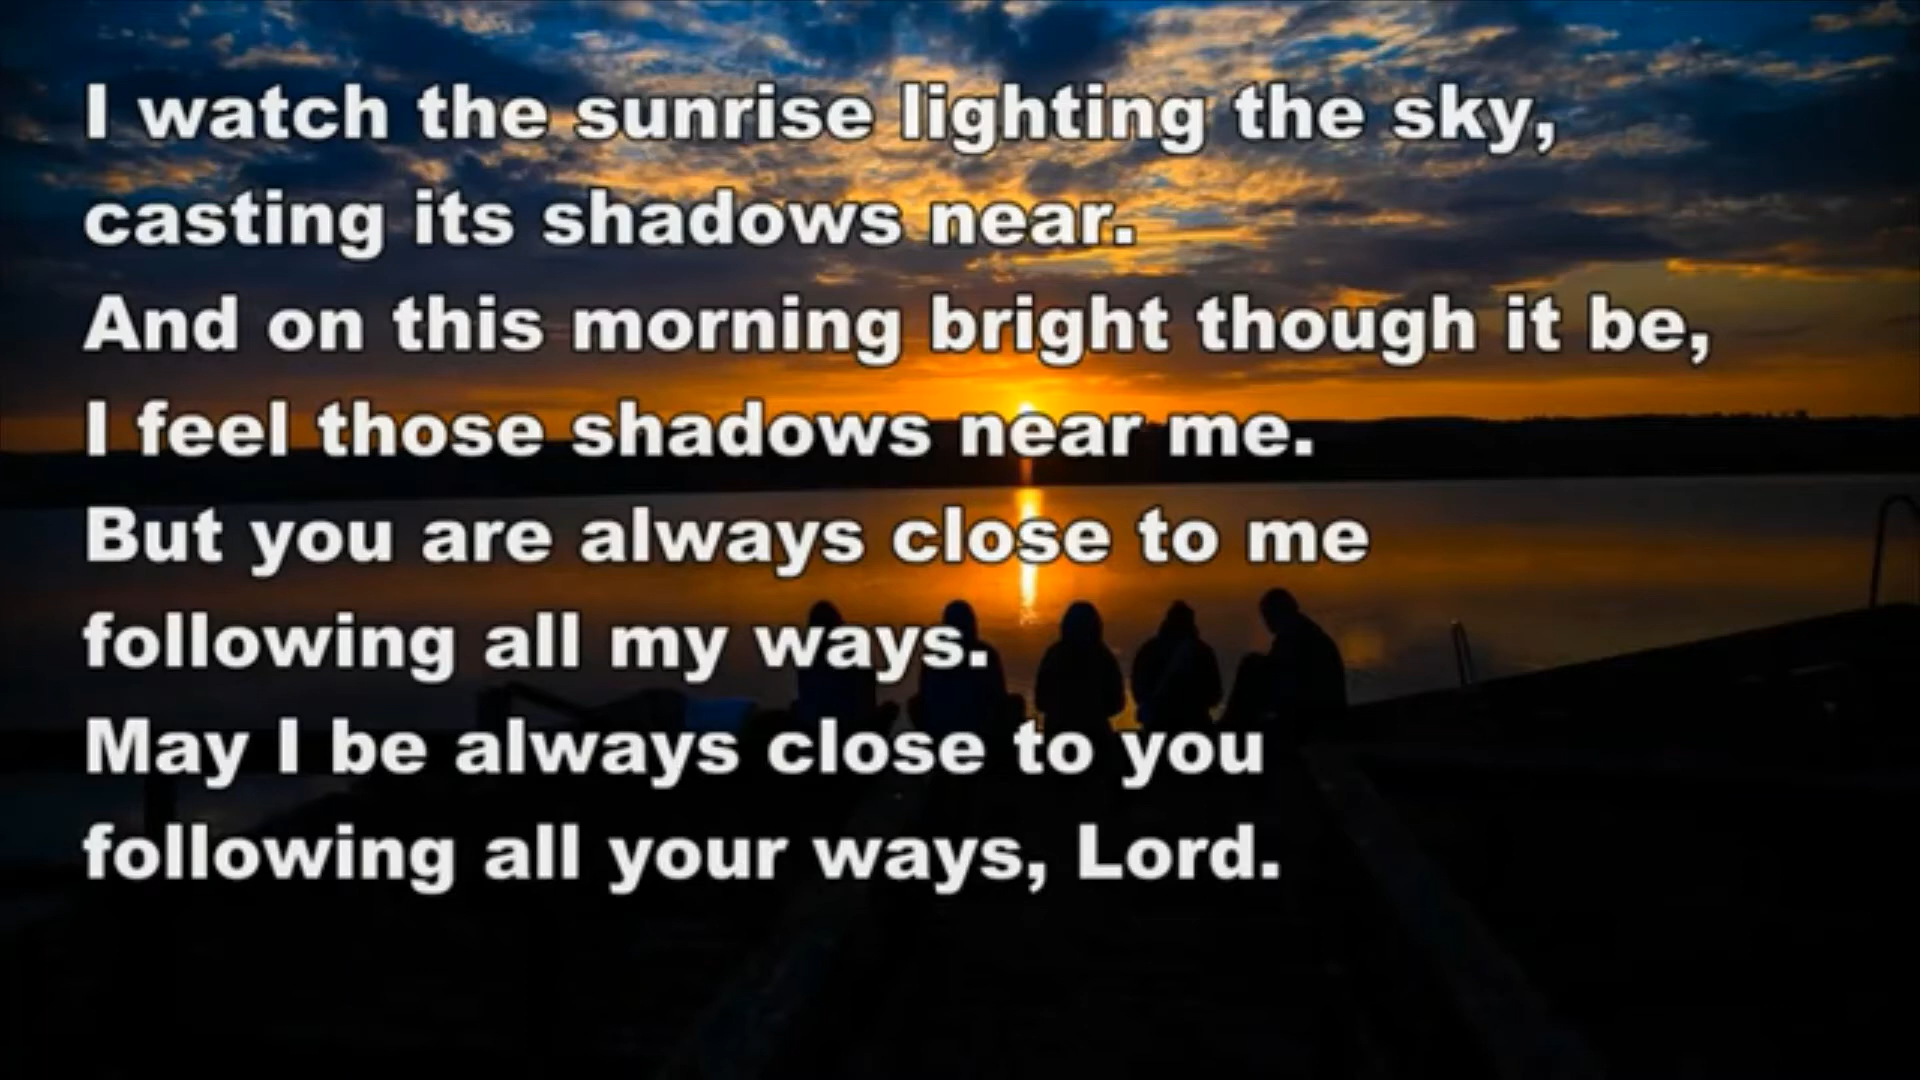 I watch the sunrise lighting the sky,
casting its shadows near.
And on this morning bright though it be,
I feel those shadows near me.
But you are always close to me
following all my ways.
May I be always close to you
following all your ways, Lord.